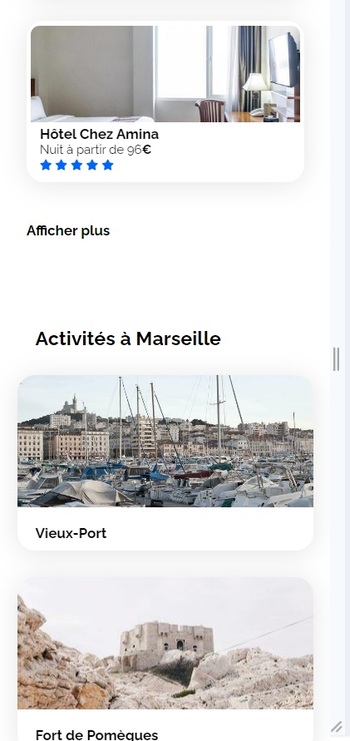 Hôtel Chez Amina
Nuit à partir de 96€
Afficher plus
Activités à Marseille
Vieux-Port
Fort de Pomègues